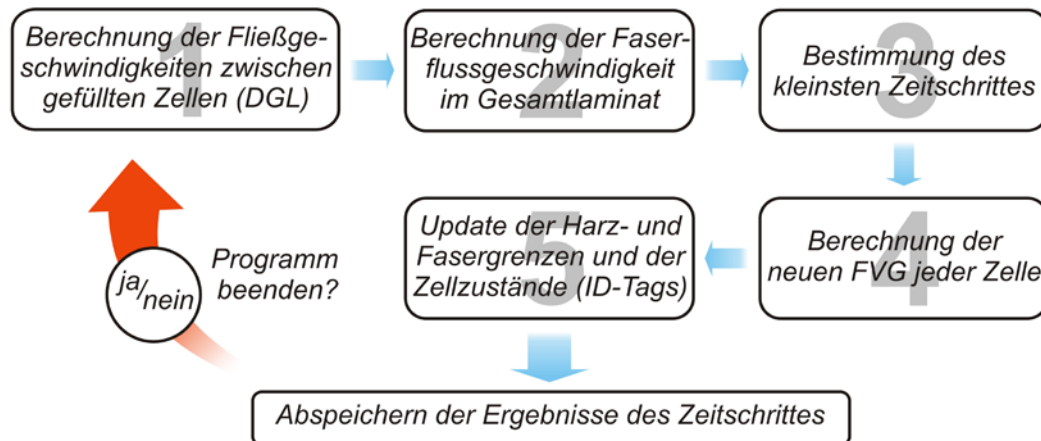 1
Berechnung der Fließge-
schwindigkeiten zwischen
gefüllten Zellen (DGL)
2
Berechnung der Faser-
flussgeschwindigkeit
im Gesamtlaminat
3
Bestimmung des
kleinsten Zeitschrittes
4
Berechnung der
neuen FVG jeder Zelle
5
Update der Harz- und
Fasergrenzen und der
Zellzustände (ID-Tags)
Abspeichern der Ergebnisse des Zeitschrittes
Programm
beenden?
ja/nein